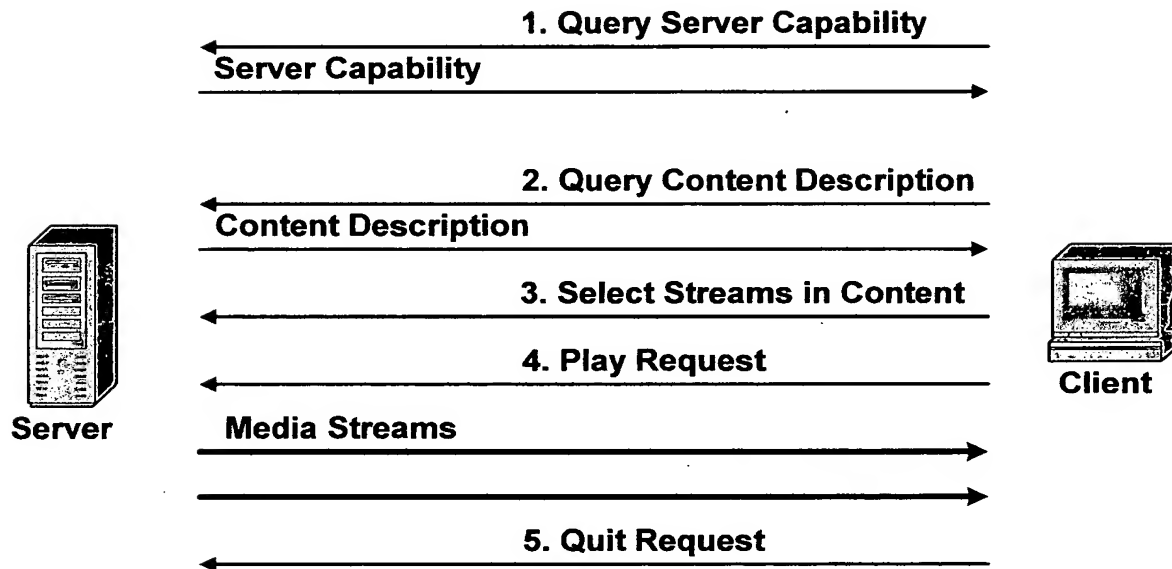 1. Query Server Capability
Server Capability
2. Query Content Description
Content Description
3. Select Streams in Content
4. Play Request
Client
Server
Media Streams
5. Quit Request